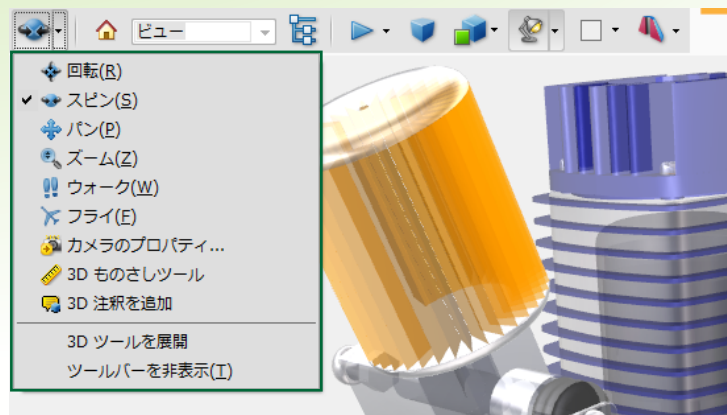 ビュー
回転(R)
スピン(S)
パン(P)
ズーム(Z)
ウォーク(W)
フライ(F)
カメラのプロパティ...
3D ものさしツール
3D 注釈を追加
3D ツールを展開
ツールバーを非表示(T)